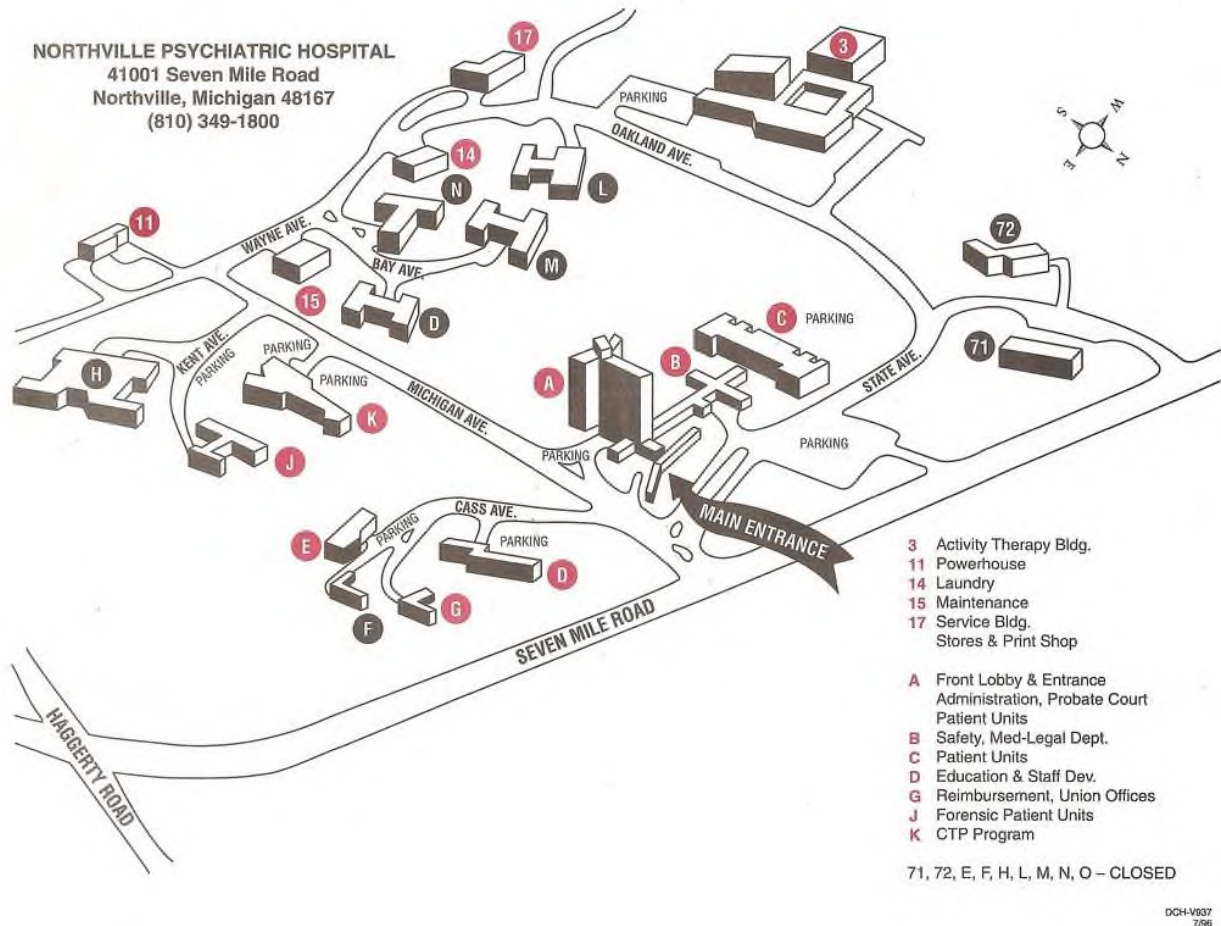 NORTHVILLE PSYCHIATRIC HOSPITAL
41001 Seven Mile Road
Northville, Michigan 48167
(810) 349-1800
17
3
PARKING
OAKLAND AVE.
S
W
E
N
14
N
L
11
WAYNE AVE.
BAY AVE.
M
72
15
D
C
PARKING
KENT AVE.
PARKING
PARKING
PARKING
H
MICHIGAN AVE.
A
B
71
STATE AVE.
K
J
PARKING
PARKING
CASS AVE.
PARKING
PARKING
E
D
F
G
MAIN ENTRANCE
SEVEN MILE ROAD
HAGGERTY ROAD
3 Activity Therapy Bldg.
11 Powerhouse
14 Laundry
15 Maintenance
17 Service Bldg.
Stores & Print Shop
A Front Lobby & Entrance
Administration, Probate Court
Patient Units
B Safety, Med-Legal Dept.
C Patient Units
D Education & Staff Dev.
G Reimbursement, Union Offices
J Forensic Patient Units
K CTP Program
71, 72, E, F, H, L, M, N, O – CLOSED
DCH-V937
7/96